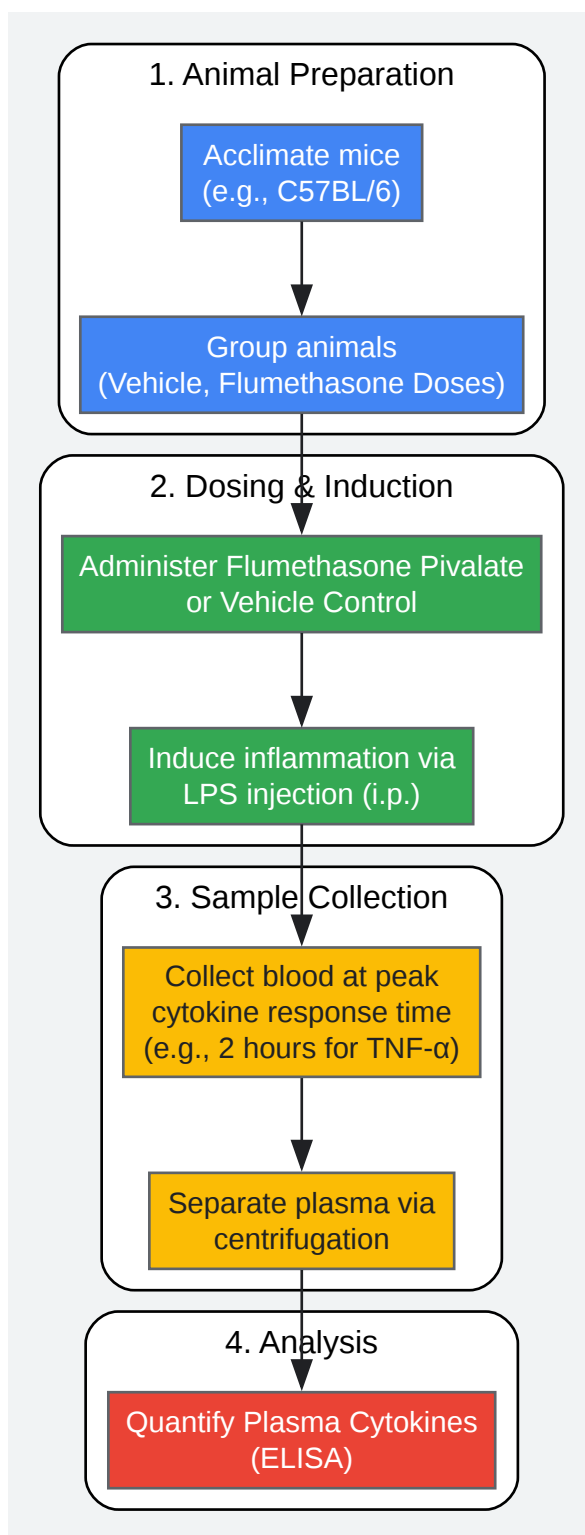 1. Animal Preparation
Acclimate mice
(e.g., C57BL/6)
Group animals
(Vehicle, Flumethasone Doses)
2. Dosing & Induction
Administer Flumethasone Pivalate
or Vehicle Control
Induce inflammation via
LPS injection (i.p.)
3. Sample Collection
Collect blood at peak
cytokine response time
(e.g., 2 hours for TNF-α)
Separate plasma via
centrifugation
4. Analysis
Quantify Plasma Cytokines
(ELISA)